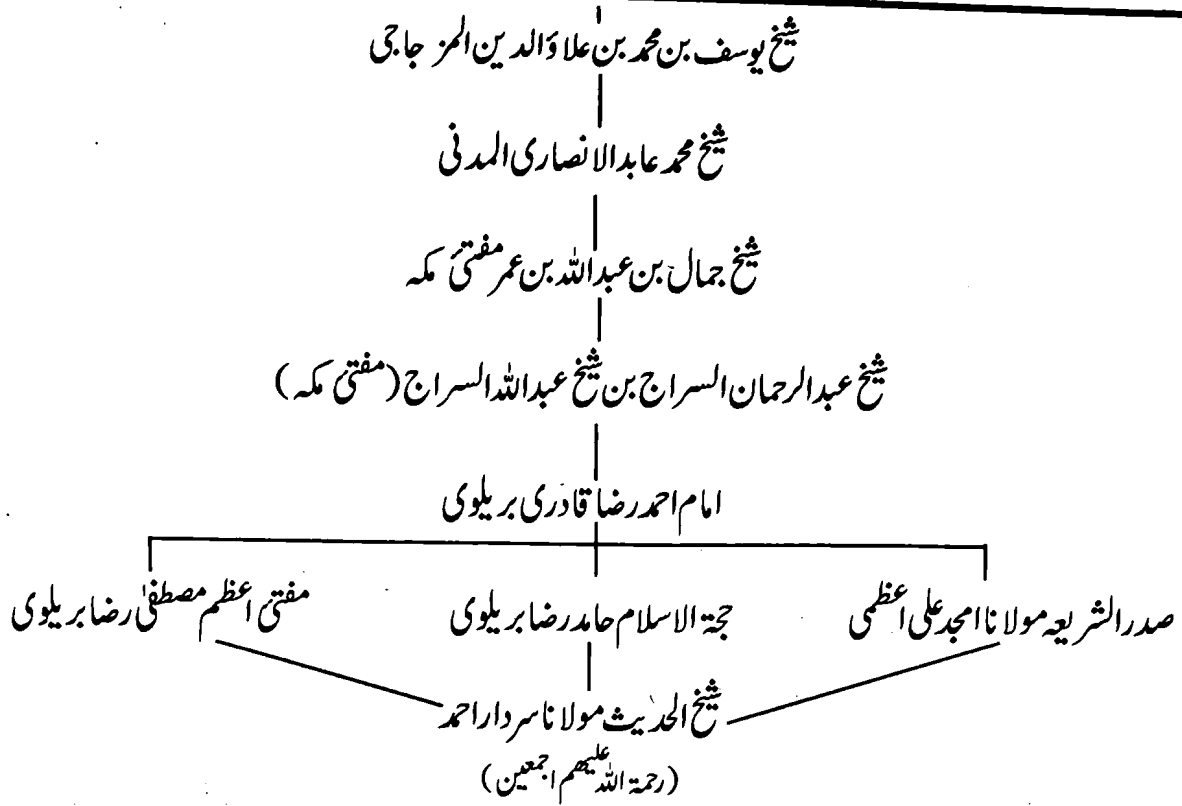 شیخ یوسف بن محمد بن علاؤالدین المزجاجی
شیخ محمد عابد الانصاری المدنی
شیخ جمال بن عبداللہ بن عمر مفتیٔ مکہ
شیخ عبدالرحمان السراج بن شیخ عبداللہ السراج (مفتیٔ مکہ)
امام احمد رضا قادری بریلوی
صدرالشریعہ مولانا امجد علی اعظمی حجۃ الاسلام حامد رضا بریلوی مفتیٔ اعظم مصطفیٰ رضا بریلوی
شیخ الحدیث مولانا سردار احمد
(رحمۃ اللہ علیہم اجمعین)